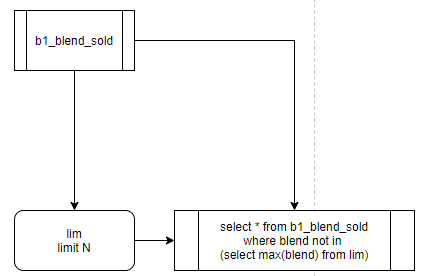 b1_blend_sold
lim
limit N
select * from b1_blend_sold
where blend not in
(select max(blend) from lim)